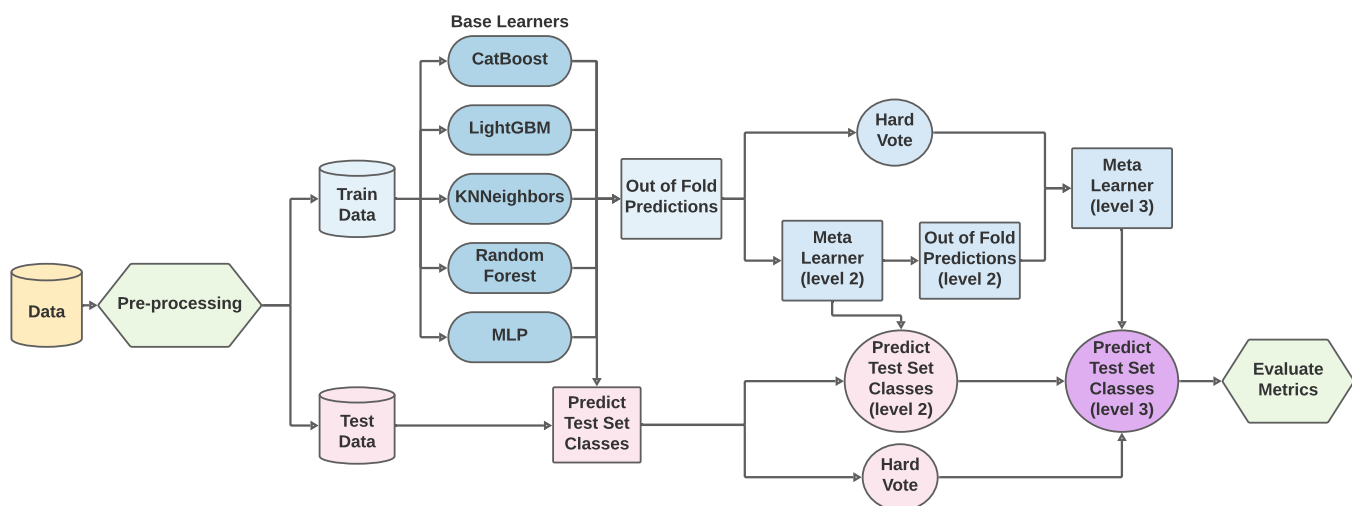 Base Learners
CatBoost
LightGBM
KNNeighbors
Random
Forest
MLP
Data
Pre-processing
Train
Data
Test
Data
Out of Fold
Predictions
Predict
Test Set
Classes
Hard
Vote
Meta
Learner
(level 2)
Out of Fold
Predictions
(level 2)
Meta
Learner
(level 3)
Predict
Test Set
Classes
(level 2)
Hard
Vote
Predict
Test Set
Classes
(level 3)
Evaluate
Metrics